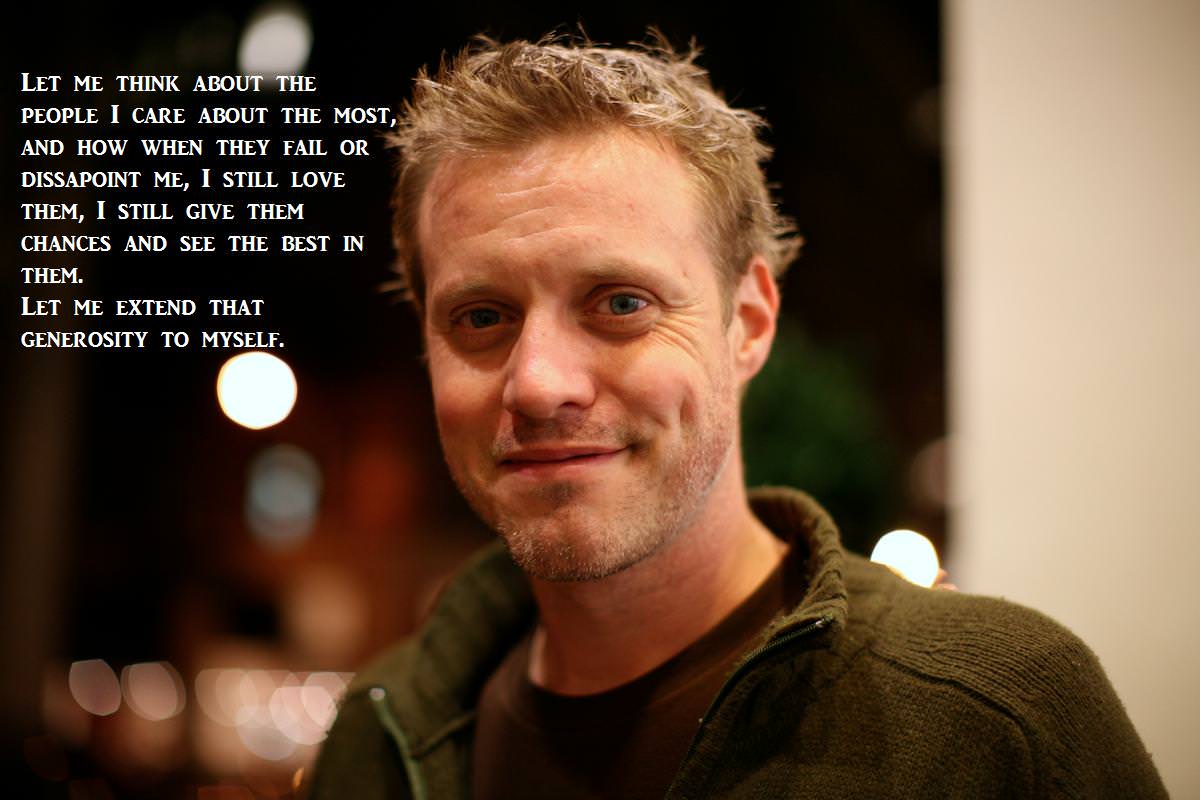 Let me think about the
people I care about the most,
and how when they fail or
dissapoint me, I still love
them, I still give them
chances and see the best in
them.
Let me extend that
generosity to myself.